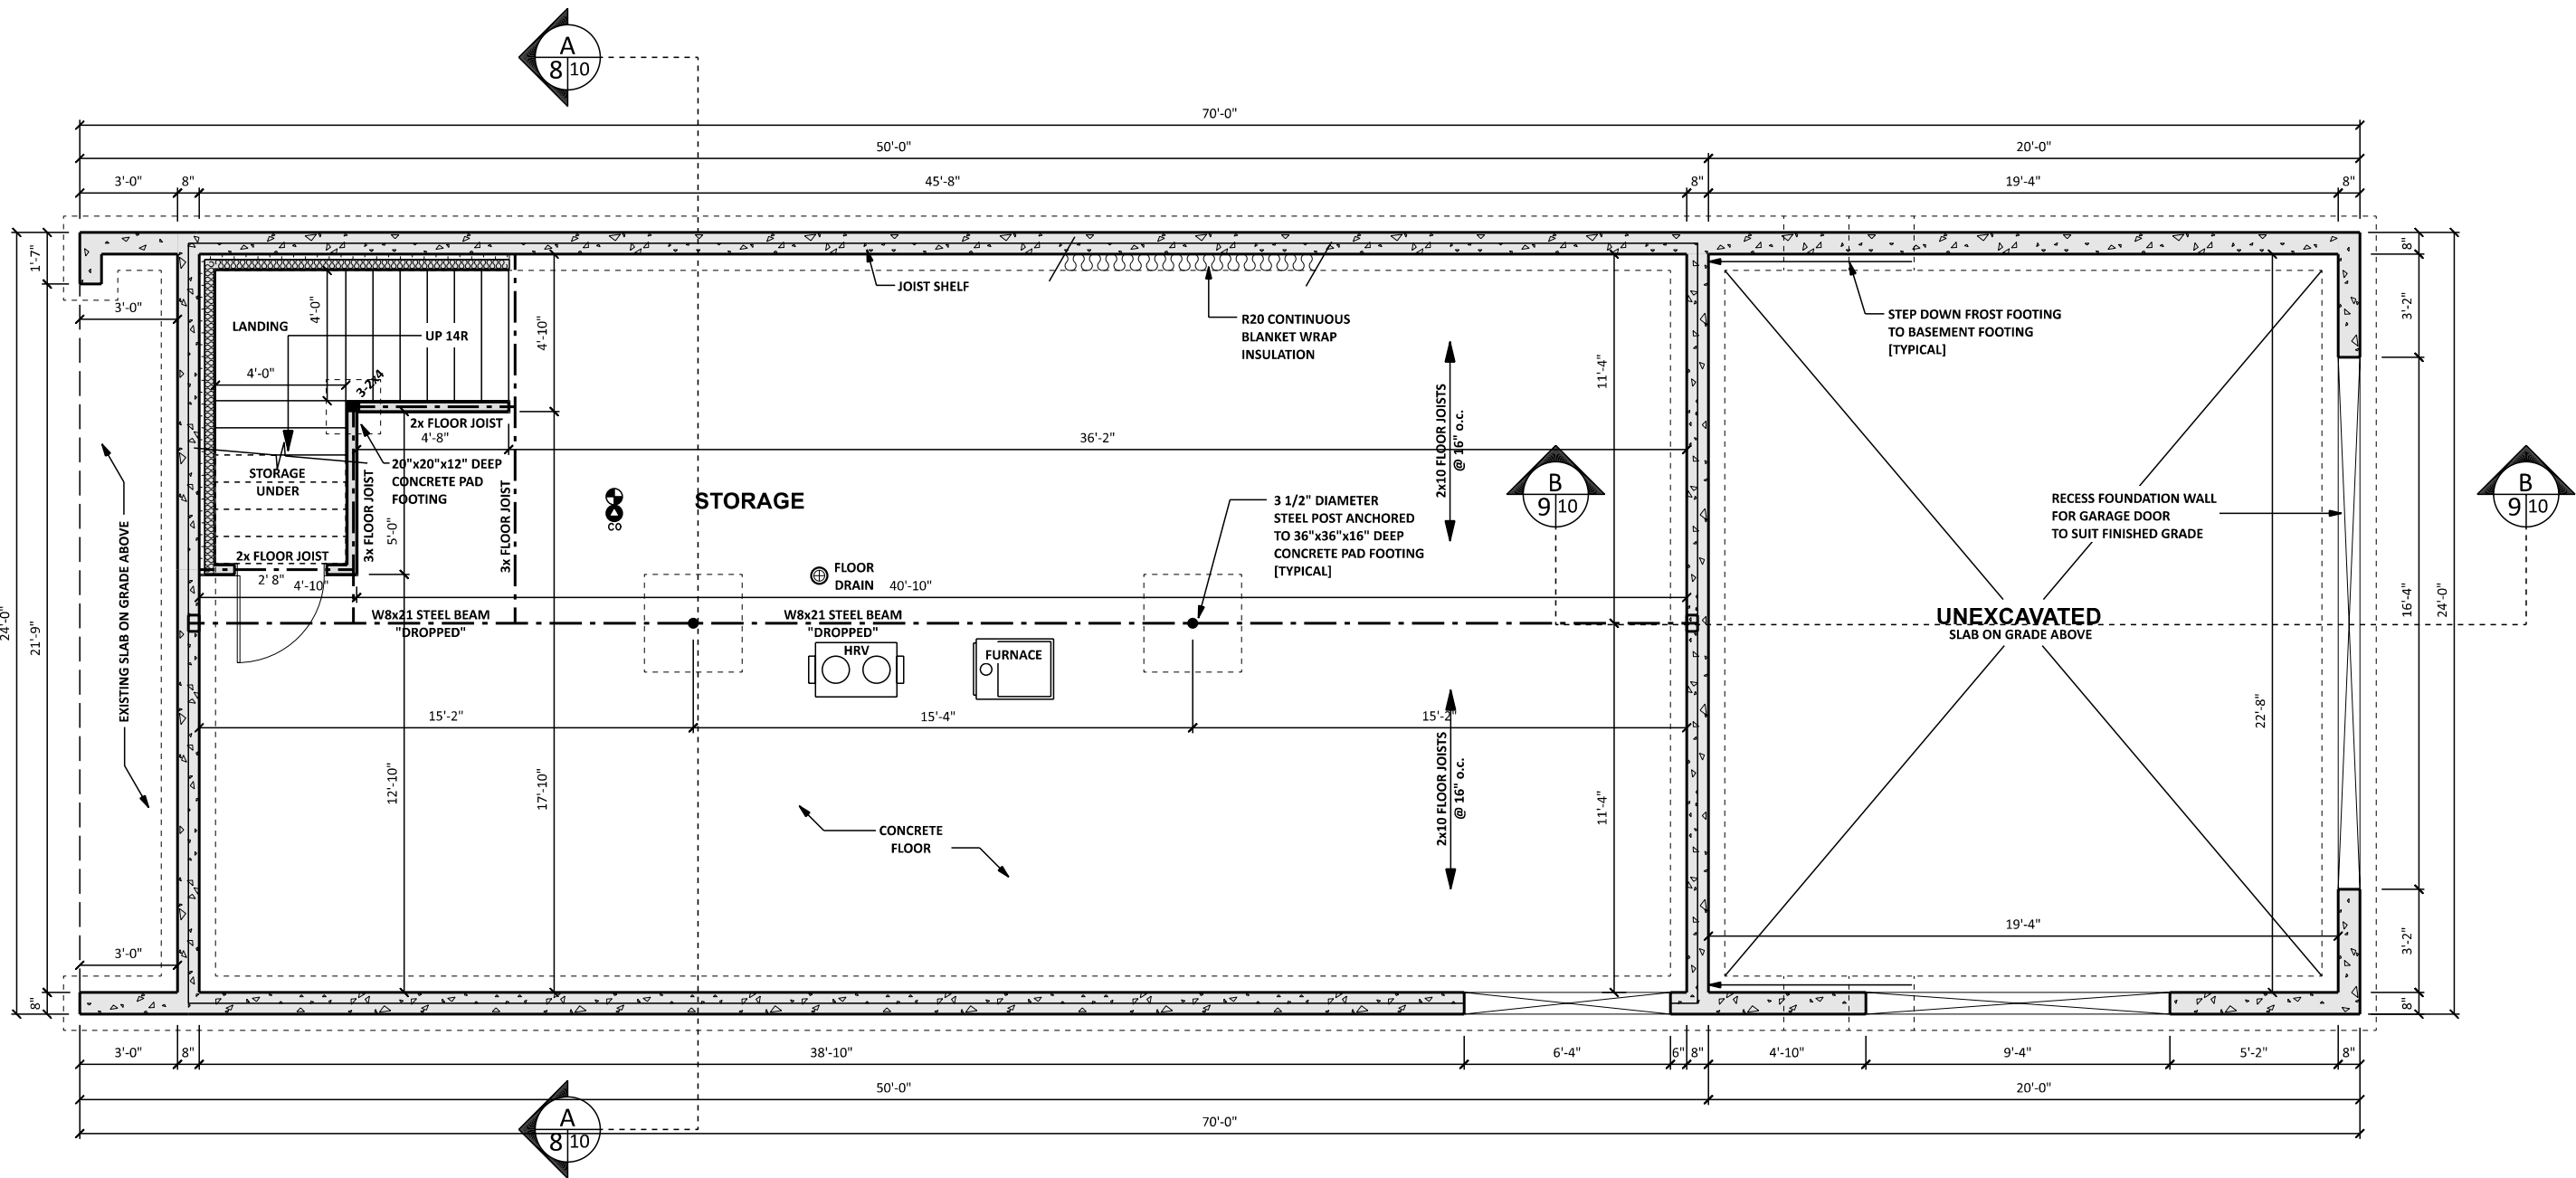 A
8 10
70'-0"
50'-0"
20'-0"
3'-0"
8"
45'-8"
8"
19'-4"
8"
1'-7"
3'-0"
24'-0"
21'-9"
8"
EXISTING SLAB ON GRADE ABOVE
3'-0"
LANDING
4'-0"
UP 14R
4'-0"
3-2x4
4'-10"
2x FLOOR JOIST
4'-8"
36'-2"
20"x20"x12" DEEP
CONCRETE PAD
FOOTING
STORAGE
UNDER
3x FLOOR JOIST
5'-0"
3x FLOOR JOIST
2x FLOOR JOIST
2' 8"
4'-10"
CO
STORAGE
JOIST SHELF
R20 CONTINUOUS
BLANKET WRAP
INSULATION
FLOOR
DRAIN
40'-10"
W8x21 STEEL BEAM
"DROPPED"
W8x21 STEEL BEAM
"DROPPED"
HRV
FURNACE
3 1/2" DIAMETER
STEEL POST ANCHORED
TO 36"x36"x16" DEEP
CONCRETE PAD FOOTING
[TYPICAL]
2x10 FLOOR JOISTS
@ 16" o.c.
11'-4"
B
9 10
15'-2"
15'-4"
15'-2"
12'-10"
17'-10"
2x10 FLOOR JOISTS
@ 16" o.c.
11'-4"
CONCRETE
FLOOR
STEP DOWN FROST FOOTING
TO BASEMENT FOOTING
[TYPICAL]
RECESS FOUNDATION WALL
FOR GARAGE DOOR
TO SUIT FINISHED GRADE
UNEXCAVATED
SLAB ON GRADE ABOVE
22'-8"
19'-4"
8"
3'-2"
16'-4"
24'-0"
3'-2"
8"
B
9 10
3'-0"
8"
38'-10"
6'-4"
6"
8"
4'-10"
9'-4"
5'-2"
8"
50'-0"
20'-0"
70'-0"
A
8 10